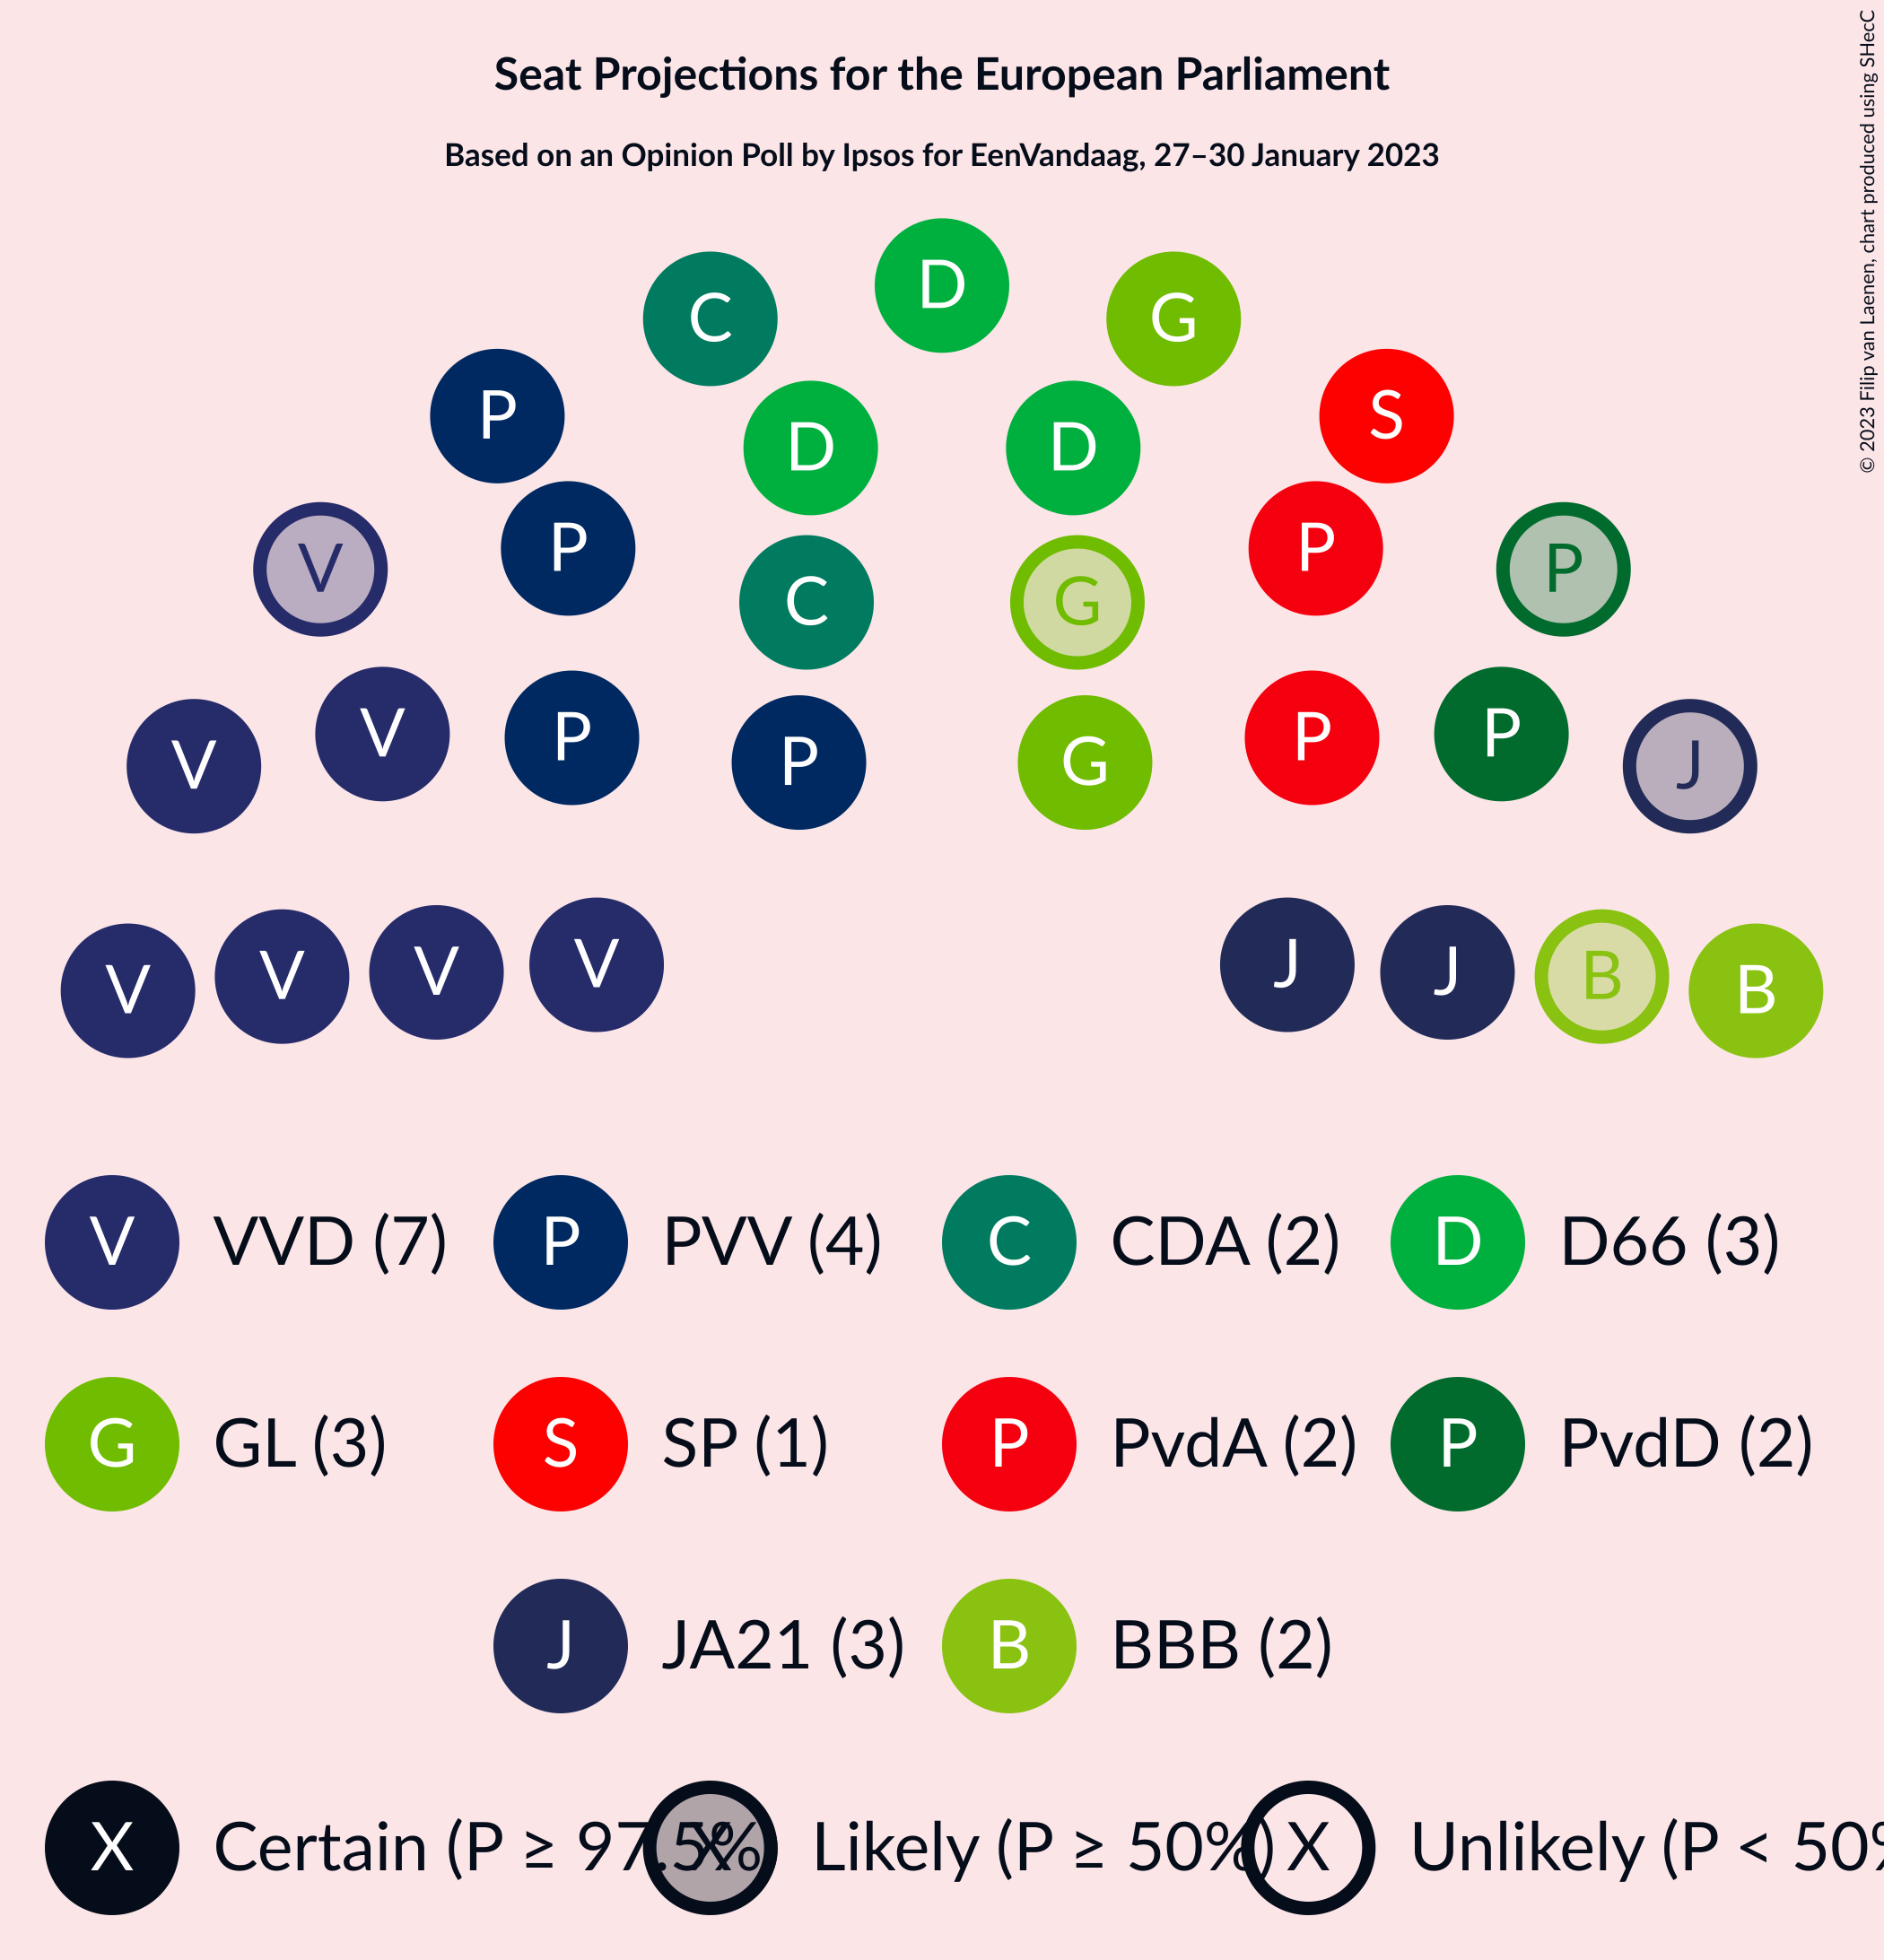 Seat Projections for the European Parliament
Based on an Opinion Poll by Ipsos for EenVandaag, 27–30 January 2023
© 2023 Filip van Laenen, chart produced using SHecC
D
C G
P S
D D
P P
V P
C G
V P P P
V P G J
V V V V J J B B
V VVD (7) P PVV (4) C CDA (2) D D66 (3)
G GL (3) S SP (1) P PvdA (2) P PvdD (2)
J JA21 (3) B BBB (2)
X Certain (P ≥ 97.5% X Likely (P ≥ 50%) X Unlikely (P < 50%